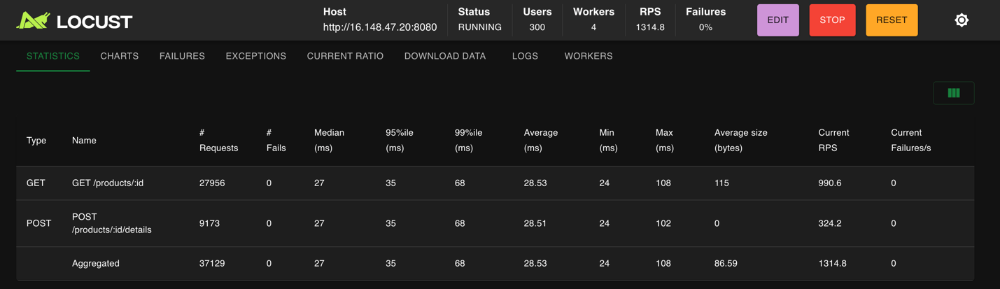 LOCUST
Host Status Users Workers RPS Failures
http://16.148.47.20:8080 RUNNING 300 4 1314.8 0%
EDIT STOP RESET
STATISTICS CHARTS FAILURES EXCEPTIONS CURRENT RATIO DOWNLOAD DATA LOGS WORKERS
Type Name # Requests # Fails Median (ms) 95%ile (ms) 99%ile (ms) Average (ms) Min (ms) Max (ms) Average size (bytes) Current RPS Current Failures/s
GET GET /products/:id 27956 0 27 35 68 28.53 24 108 115 990.6 0
POST POST /products/:id/details 9173 0 27 35 68 28.51 24 102 0 324.2 0
Aggregated 37129 0 27 35 68 28.53 24 108 86.59 1314.8 0